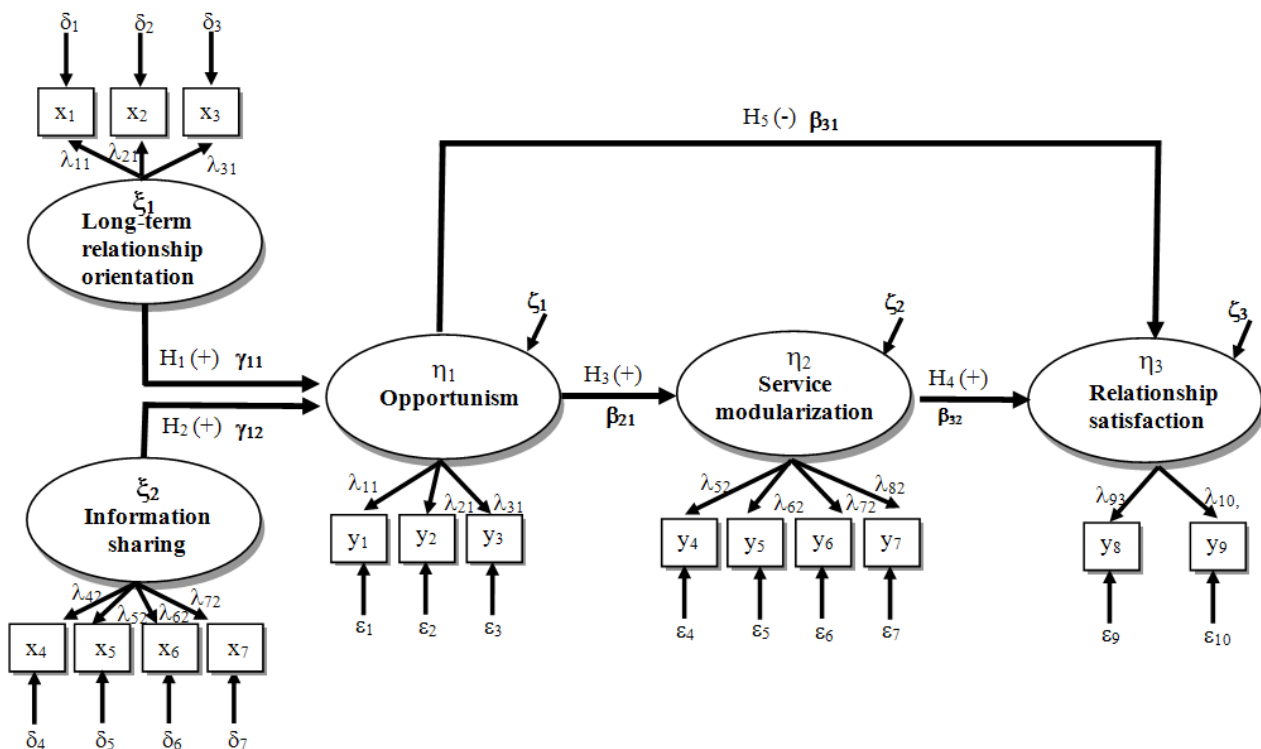 δ1 δ2 δ3
x1 x2 x3
λ11 λ21 λ31
ξ1
Long-term
relationship
orientation
H1 (+) γ11
H2 (+) γ12
ξ2
Information
sharing
λ42 λ52 λ62 λ72
x4 x5 x6 x7
δ4 δ5 δ6 δ7
H5 (-) β31
ζ1
η1
Opportunism
λ11 λ21 λ31
y1 y2 y3
ε1 ε2 ε3
H3 (+)
β21
ζ2
η2
Service
modularization
λ52 λ62 λ72 λ82
y4 y5 y6 y7
ε4 ε5 ε6 ε7
H4 (+)
β32
ζ3
η3
Relationship
satisfaction
λ93 λ10,
y8 y9
ε9 ε10